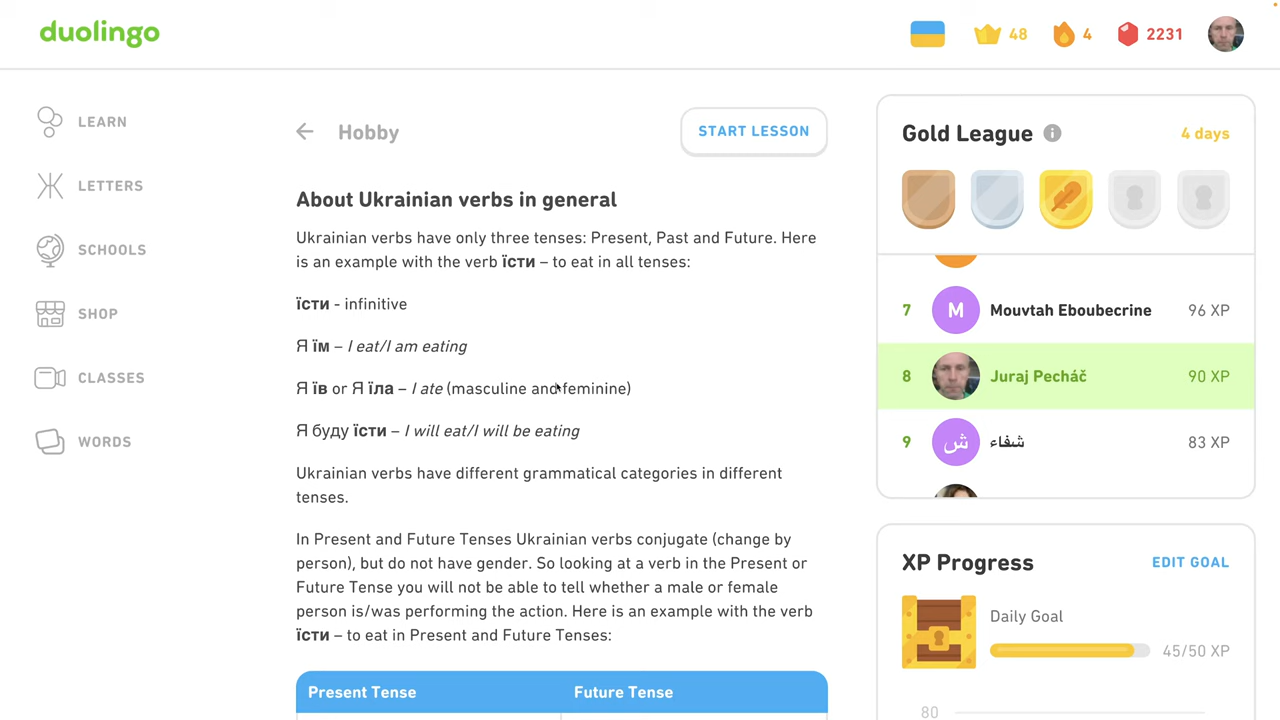 duolingo
48
4
2231
LEARN
LETTERS
SCHOOLS
SHOP
CLASSES
WORDS
Hobby
START LESSON
About Ukrainian verbs in general
Ukrainian verbs have only three tenses: Present, Past and Future. Here
is an example with the verb їсти – to eat in all tenses:
їсти - infinitive
Я їм – I eat/I am eating
Я їв or Я їла – I ate (masculine and feminine)
Я буду їсти – I will eat/I will be eating
Ukrainian verbs have different grammatical categories in different
tenses.
In Present and Future Tenses Ukrainian verbs conjugate (change by
person), but do not have gender. So looking at a verb in the Present or
Future Tense you will not be able to tell whether a male or female
person is/was performing the action. Here is an example with the verb
їсти – to eat in Present and Future Tenses:
Present Tense
Future Tense
Gold League
4 days
7 M Mouvtah Eboubecrine 96 XP
8 Juraj Pecháč 90 XP
9 ش شفاء 83 XP
XP Progress
EDIT GOAL
Daily Goal
45/50 XP
80